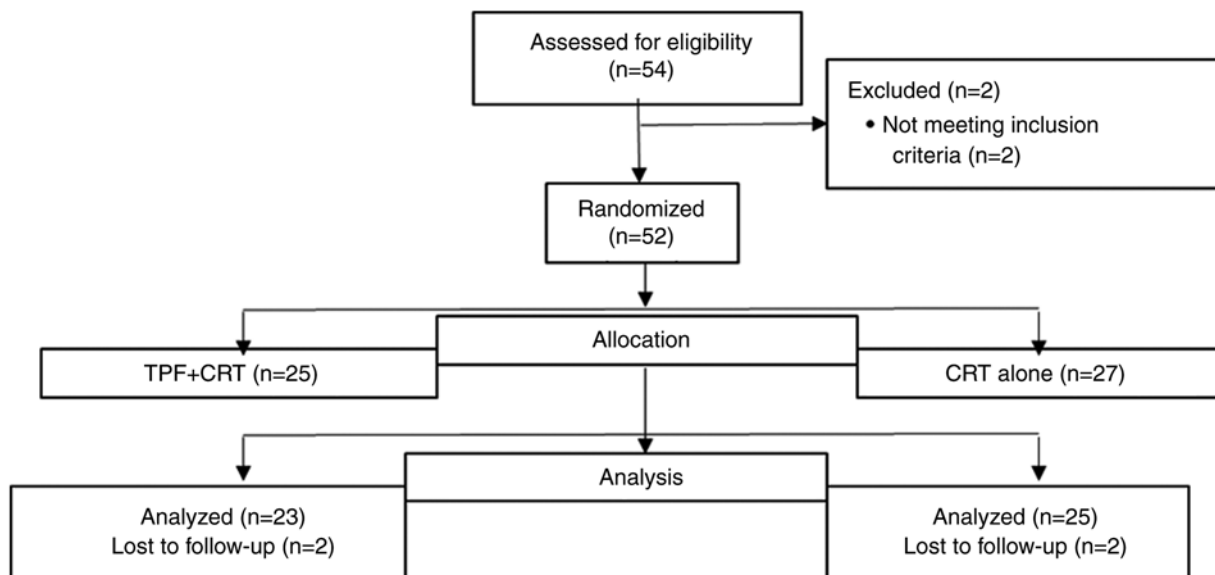 Assessed for eligibility
(n=54)
Excluded (n=2)
• Not meeting inclusion
criteria (n=2)
Randomized
(n=52)
Allocation
TPF+CRT (n=25)
CRT alone (n=27)
Analysis
Analyzed (n=23)
Lost to follow-up (n=2)
Analyzed (n=25)
Lost to follow-up (n=2)